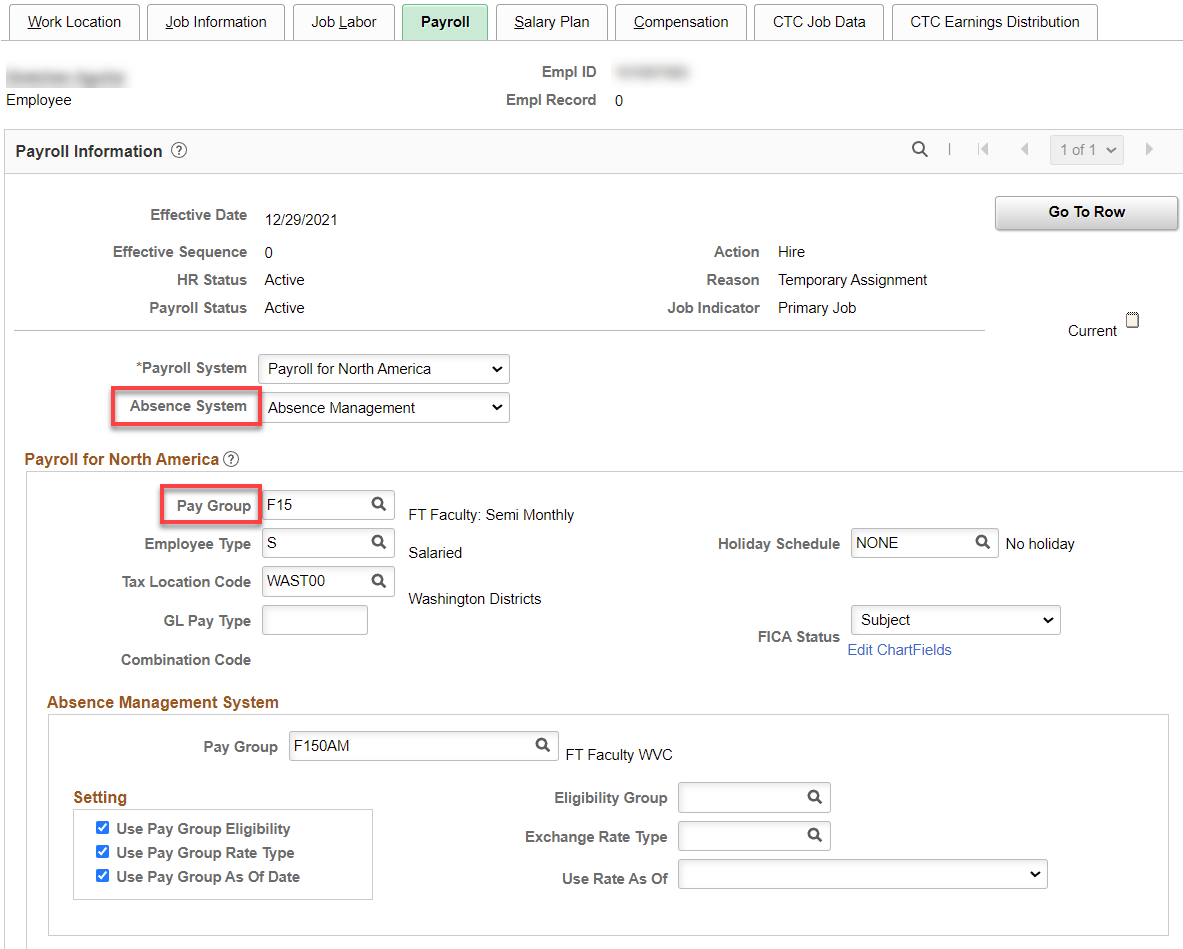 Work Location Job Information Job Labor Payroll Salary Plan Compensation CTC Job Data CTC Earnings Distribution
Empl ID
Employee
Empl Record 0
Payroll Information ?
1 of 1
Effective Date 12/29/2021
Go To Row
Effective Sequence 0 Action Hire
HR Status Active Reason Temporary Assignment
Payroll Status Active Job Indicator Primary Job
Current
*Payroll System Payroll for North America
Absence System Absence Management
Payroll for North America ?
Pay Group F15 FT Faculty: Semi Monthly
Employee Type S Salaried Holiday Schedule NONE No holiday
Tax Location Code WAST00 Washington Districts
GL Pay Type
FICA Status Subject
Edit ChartFields
Combination Code
Absence Management System
Pay Group F150AM FT Faculty WVC
Setting
Eligibility Group
Use Pay Group Eligibility
Exchange Rate Type
Use Pay Group Rate Type
Use Pay Group As Of Date
Use Rate As Of